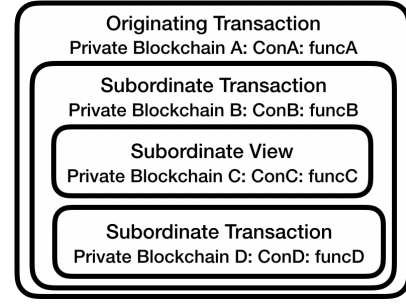 Originating Transaction
Private Blockchain A: ConA: funcA
Subordinate Transaction
Private Blockchain B: ConB: funcB
Subordinate View
Private Blockchain C: ConC: funcC
Subordinate Transaction
Private Blockchain D: ConD: funcD